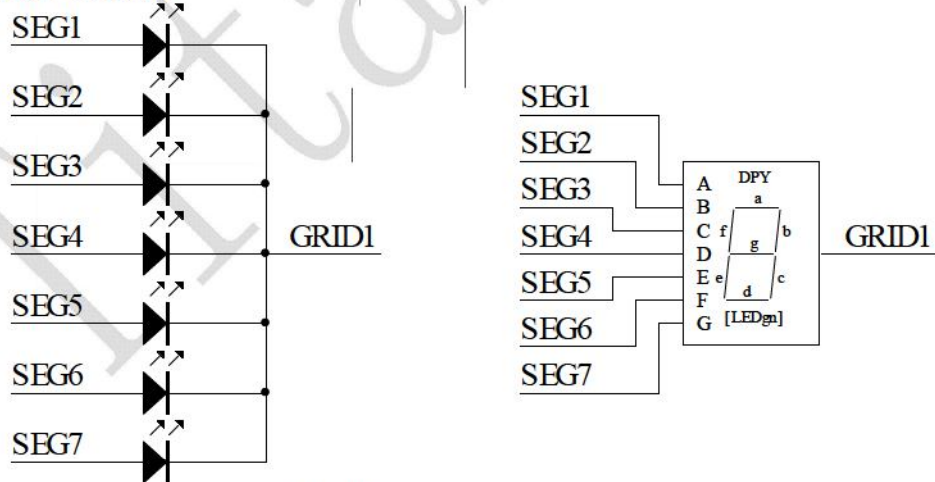 SEG1
SEG2
SEG3
SEG4
SEG5
SEG6
SEG7
GRID1
SEG1
SEG2
SEG3
SEG4
SEG5
SEG6
SEG7
DPY
A
B
C
D
E
F
G
a
f
b
g
e
c
d
[LEDgn]
GRID1